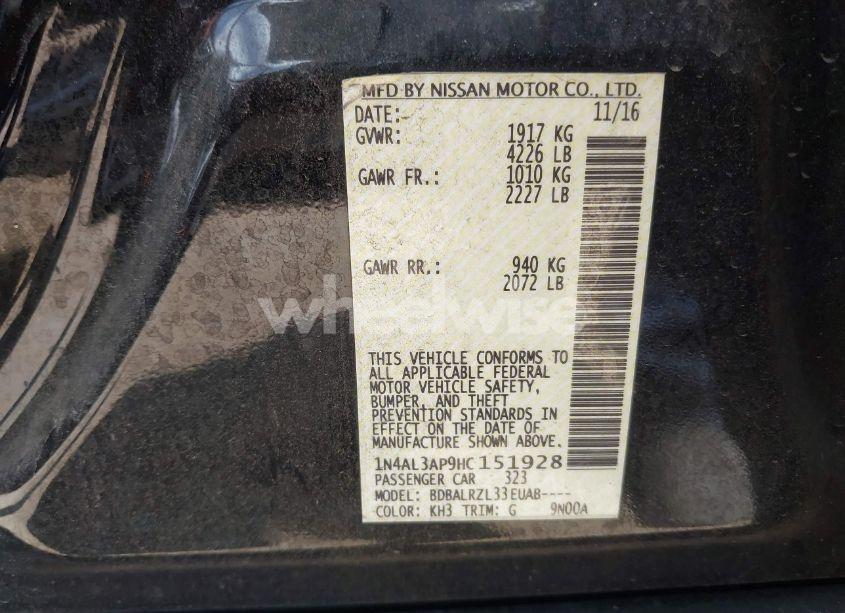 MFD BY NISSAN MOTOR CO., LTD.
DATE: 11/16
GVWR: 1917 KG
4226 LB
GAWR FR.: 1010 KG
2227 LB
GAWR RR.: 940 KG
2072 LB
wheelwise
THIS VEHICLE CONFORMS TO
ALL APPLICABLE FEDERAL
MOTOR VEHICLE SAFETY,
BUMPER, AND THEFT
PREVENTION STANDARDS IN
EFFECT ON THE DATE OF
MANUFACTURE SHOWN ABOVE.
1N4AL3AP9HC151928
PASSENGER CAR 323
MODEL: BDBALRZL33EUAB----
COLOR: KH3 TRIM: G 9N00A